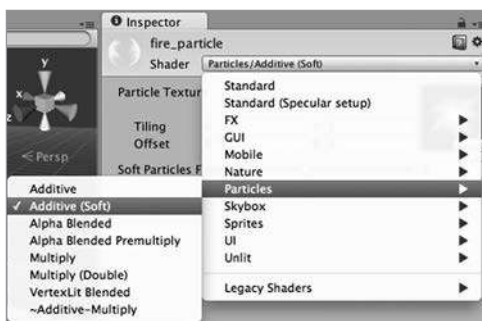 Inspector
fire_particle
Shader Particles/Additive (Soft)
y
x
z
Persp
Particle Textur
Tiling
Offset
Soft Particles F
Standard
Standard (Specular setup)
FX
GUI
Mobile
Nature
Particles
Skybox
Sprites
UI
Unlit
Legacy Shaders
Additive
✓ Additive (Soft)
Alpha Blended
Alpha Blended Premultiply
Multiply
Multiply (Double)
VertexLit Blended
~Additive-Multiply